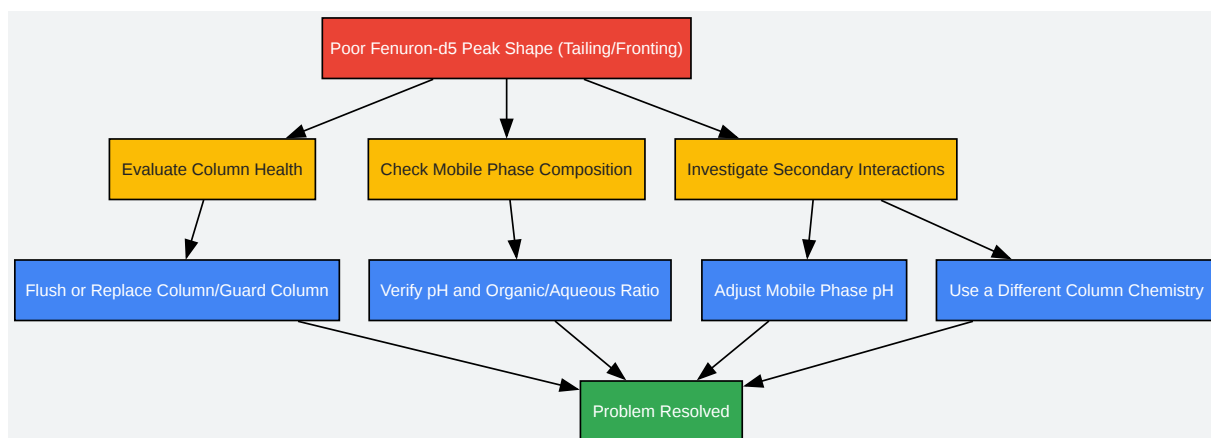 Poor Fenuron-d5 Peak Shape (Tailing/Fronting)
Evaluate Column Health
Check Mobile Phase Composition
Investigate Secondary Interactions
Flush or Replace Column/Guard Column
Verify pH and Organic/Aqueous Ratio
Adjust Mobile Phase pH
Use a Different Column Chemistry
Problem Resolved